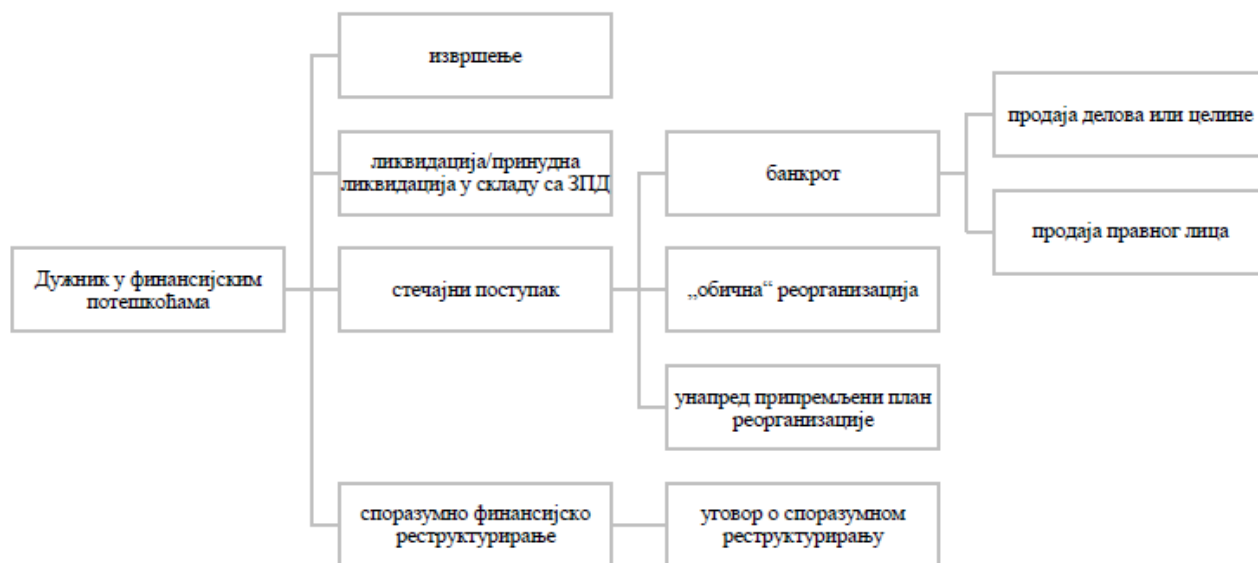 извршење
ликвидација/принудна
ликвидација у складу са ЗПД
Дужник у финансијским
потешкоћама
стечајни поступак
споразумно финансијско
реструктурирање
банкрот
„обична“ реорганизација
унапред припремљени план
реорганизације
уговор о споразумном
реструктурирању
продаја делова или целине
продаја правног лица